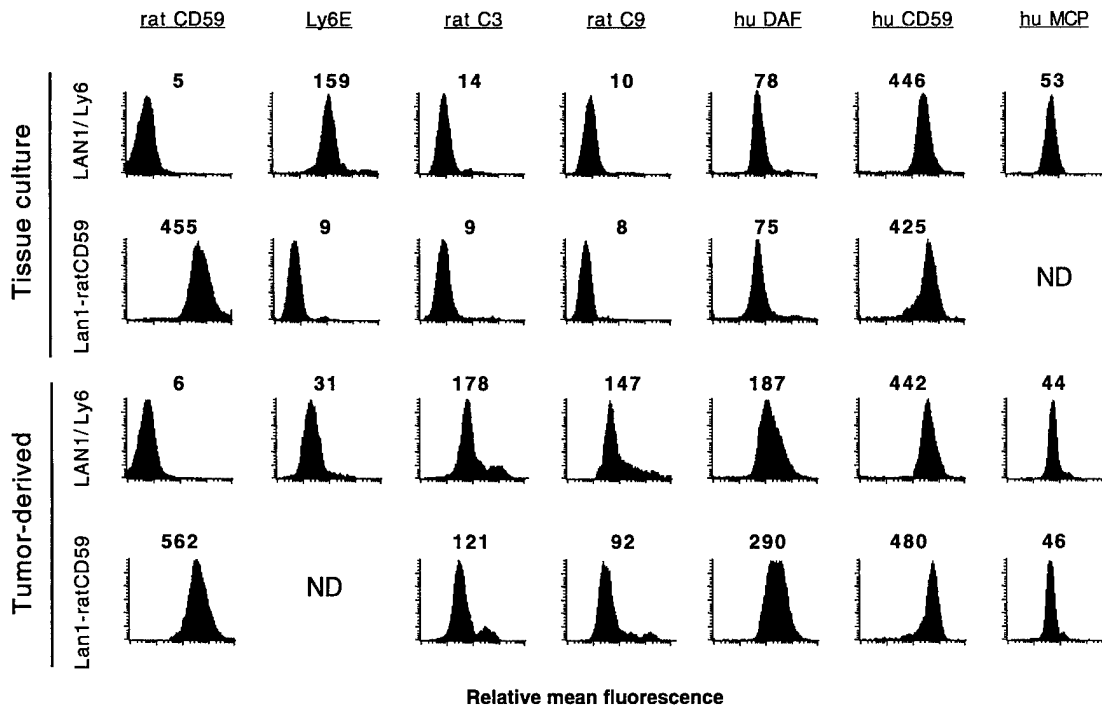 rat CD59 Ly6E rat C3 rat C9 hu DAF hu CD59 hu MCP
Tissue culture
LAN1/Ly6
5 159 14 10 78 446 53
Lan1-ratCD59
455 9 9 8 75 425 ND
Tumor-derived
LAN1/Ly6
6 31 178 147 187 442 44
Lan1-ratCD59
562 ND 121 92 290 480 46
Relative mean fluorescence